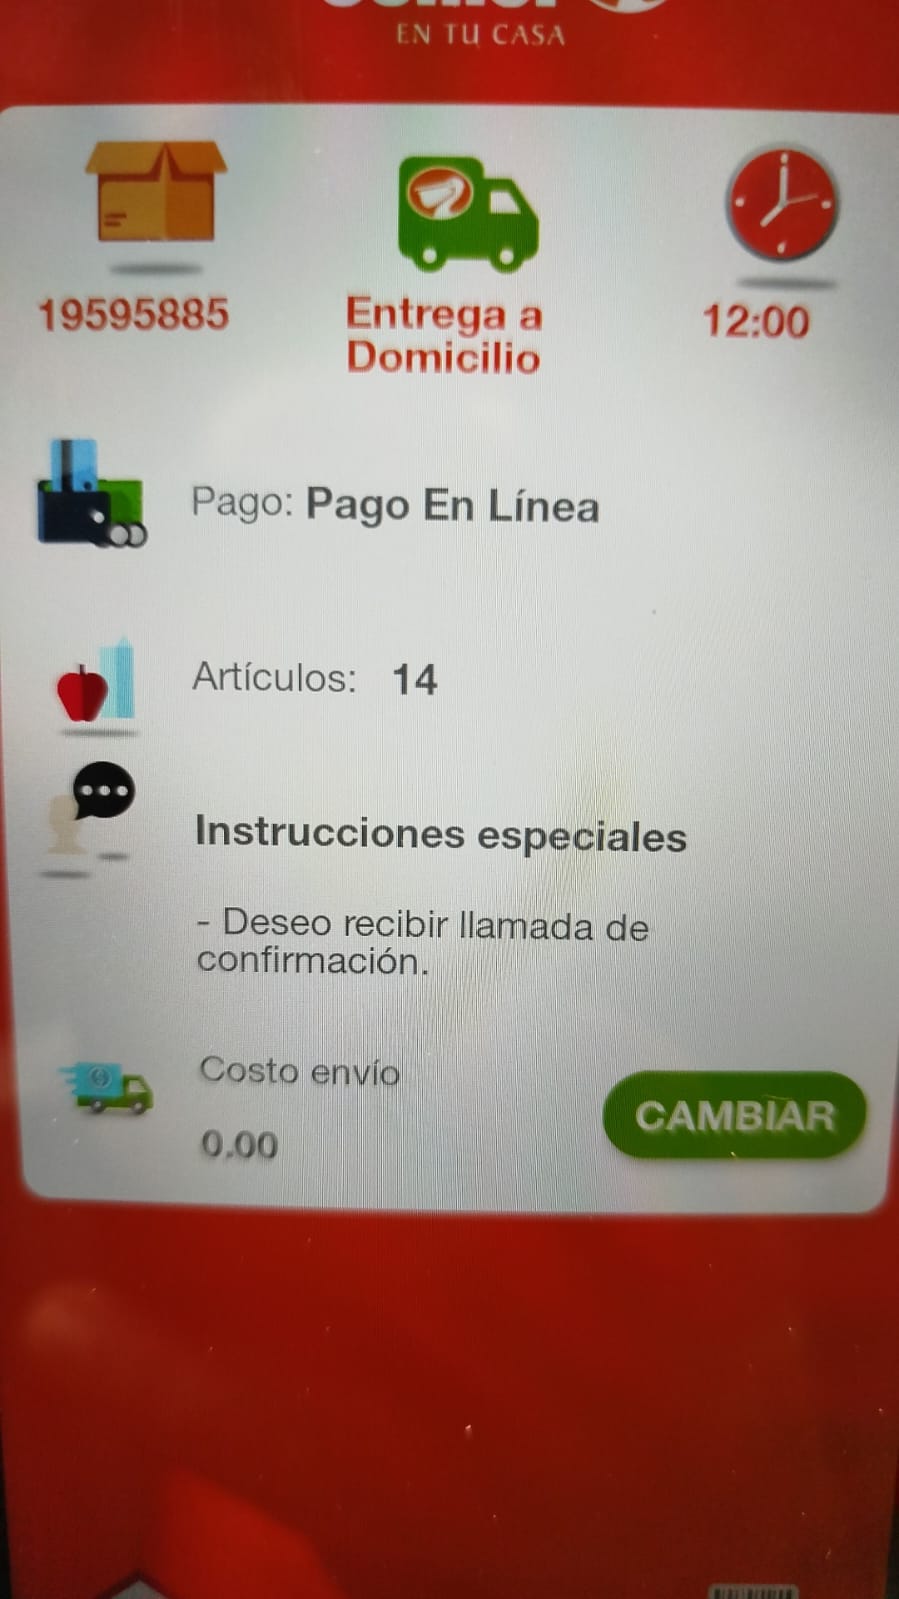 EN TU CASA
19595885
Entrega a
Domicilio
12:00
Pago: Pago En Línea
Artículos: 14
Instrucciones especiales
- Deseo recibir llamada de
confirmación.
Costo envío
0.00
CAMBIAR